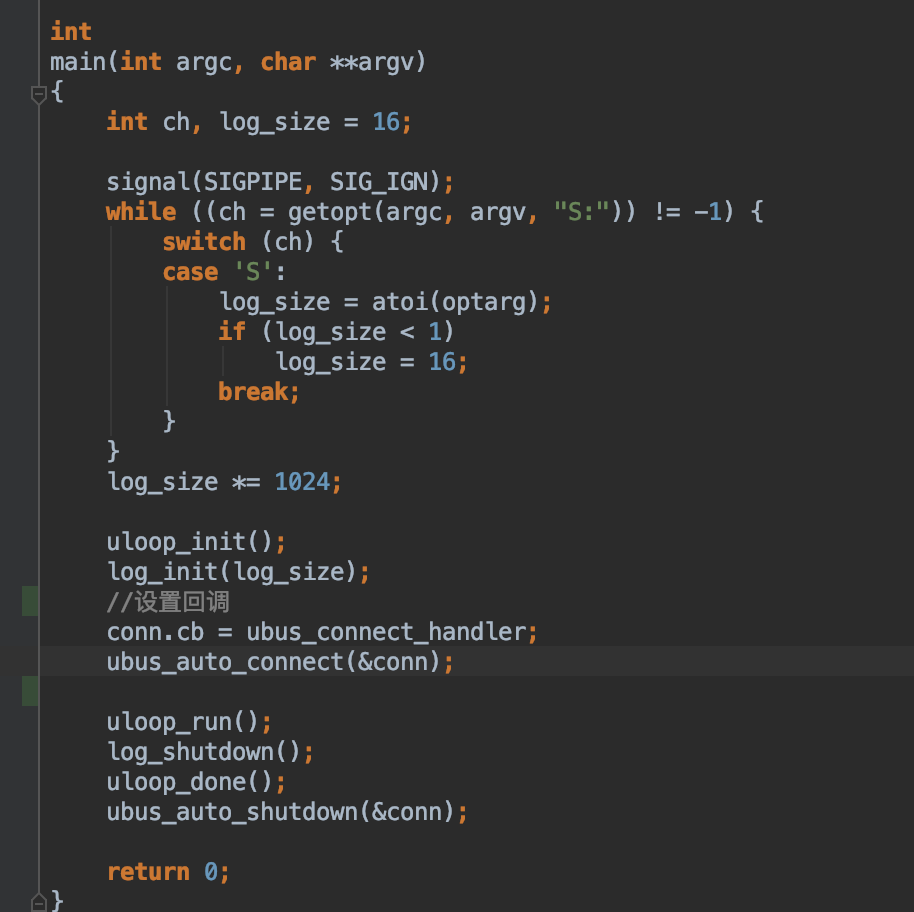 int
main(int argc, char **argv)
{
    int ch, log_size = 16;

    signal(SIGPIPE, SIG_IGN);
    while ((ch = getopt(argc, argv, "S:")) != -1) {
        switch (ch) {
        case 'S':
            log_size = atoi(optarg);
            if (log_size < 1)
                log_size = 16;
            break;
        }
    }
    log_size *= 1024;

    uloop_init();
    log_init(log_size);
    //设置回调
    conn.cb = ubus_connect_handler;
    ubus_auto_connect(&conn);

    uloop_run();
    log_shutdown();
    uloop_done();
    ubus_auto_shutdown(&conn);

    return 0;
}